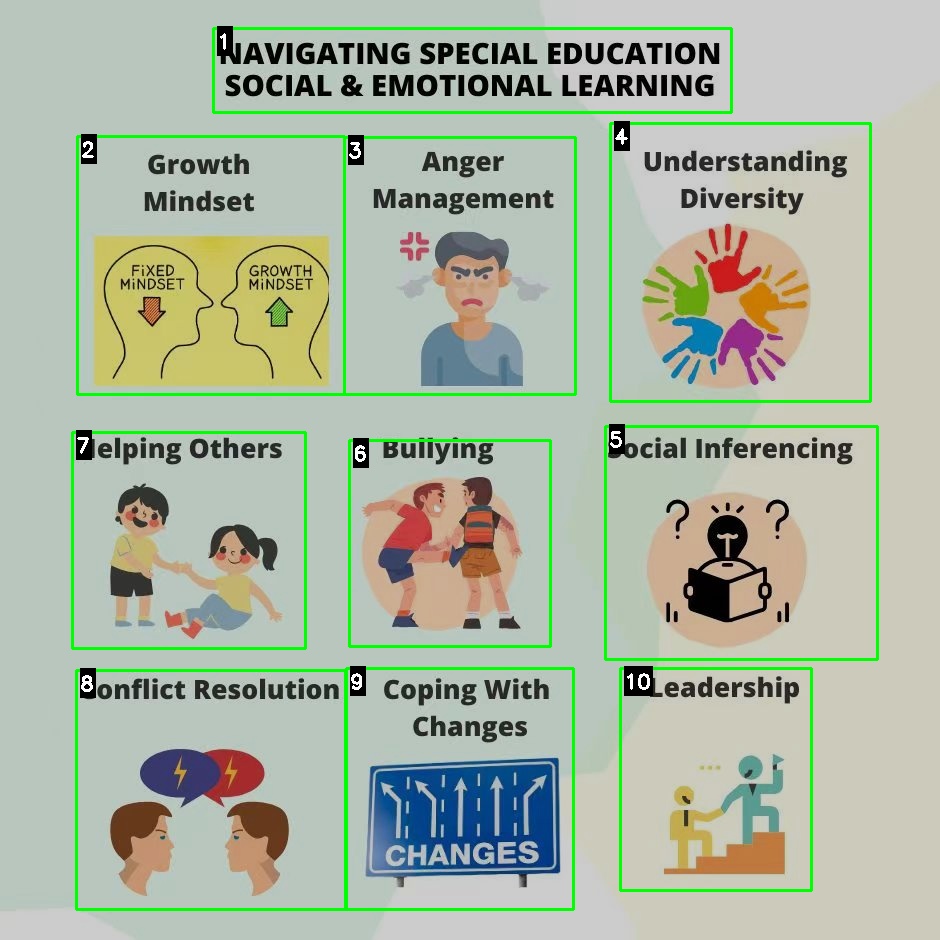 1
NAVIGATING SPECIAL EDUCATION
SOCIAL & EMOTIONAL LEARNING
2
Growth
Mindset
FIXED
MINDSET
GROWTH
MINDSET
3
Anger
Management
4
Understanding
Diversity
7
Helping Others
6
Bullying
5
Social Inferencing
? ?
8
Conflict Resolution
9
Coping With
Changes
CHANGES
10
Leadership